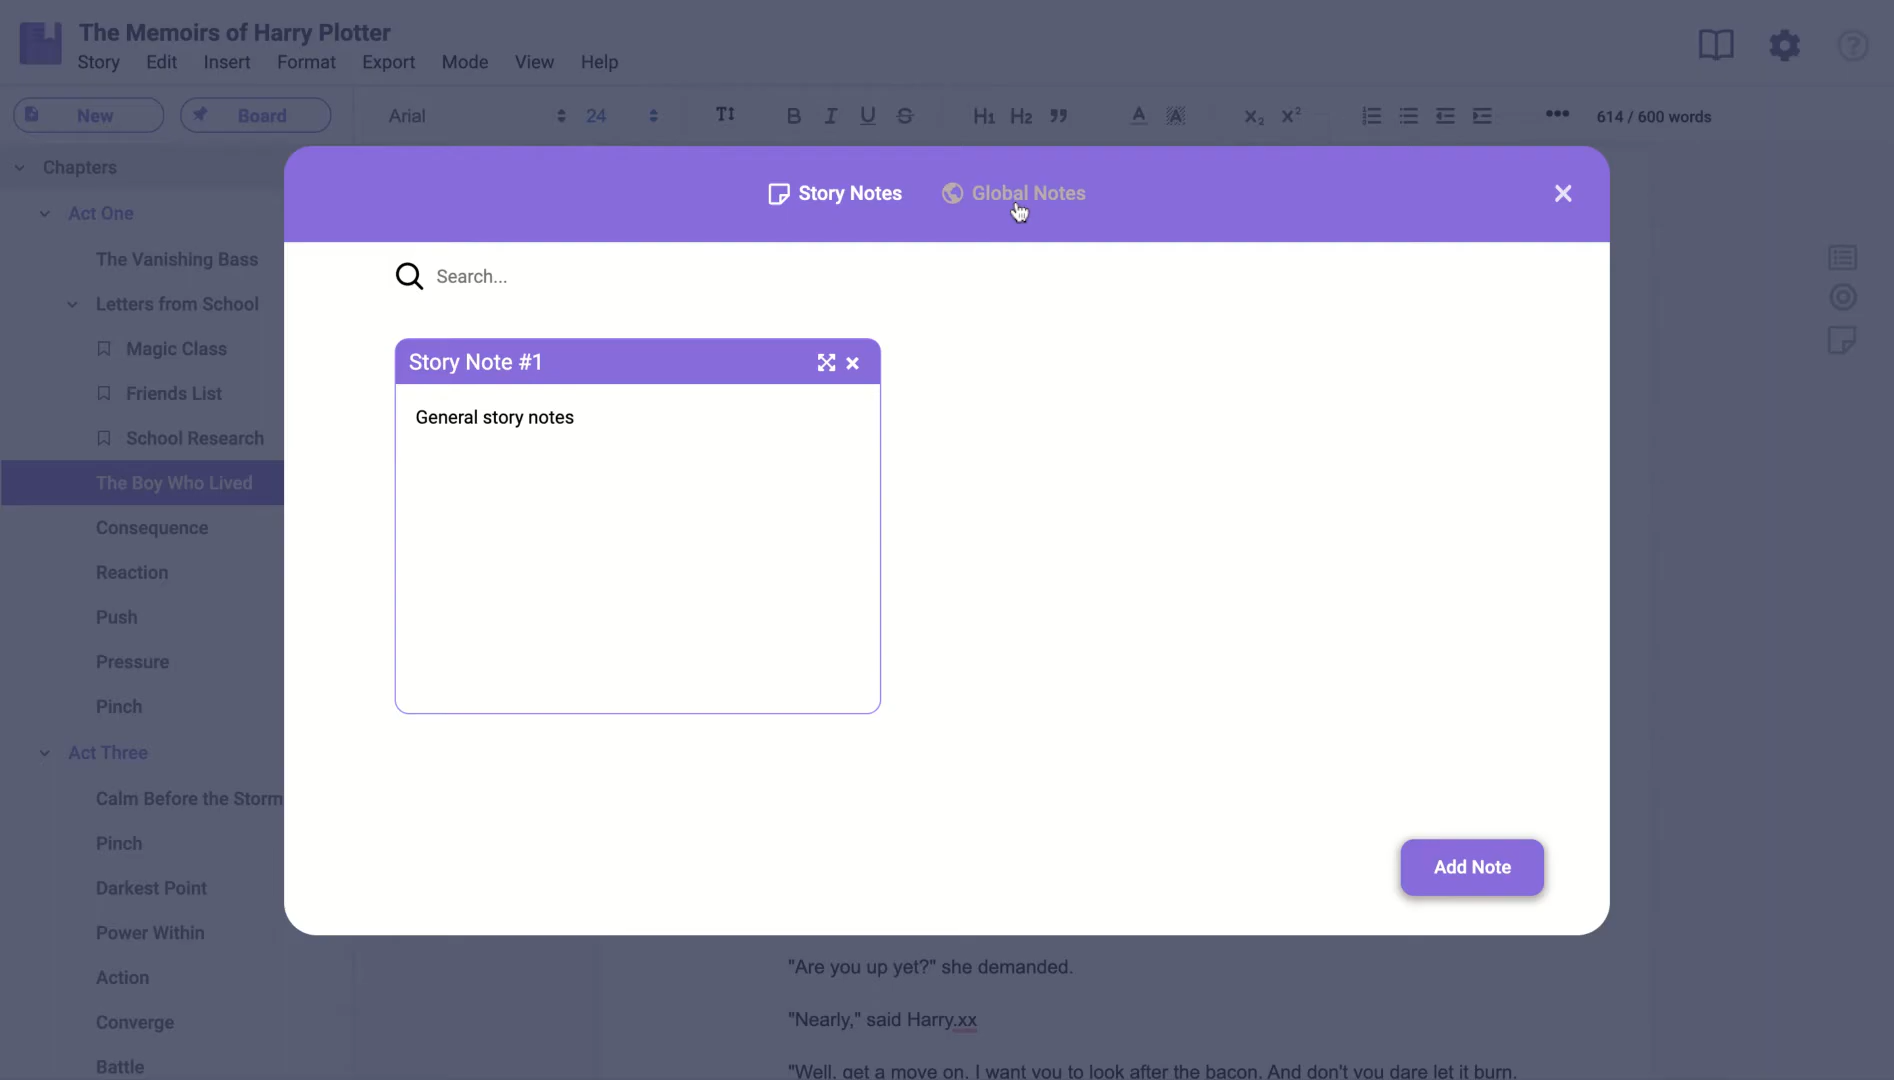 The Memoirs of Harry Plotter
Story Edit Insert Format Export Mode View Help
New Board Arial 24 B I U S H1 H2 A A X2 X2 614 / 600 words
Chapters
Act One
The Vanishing Bass
Letters from School
Magic Class
Friends List
School Research
The Boy Who Lived
Consequence
Reaction
Push
Pressure
Pinch
Act Three
Calm Before the Storm
Pinch
Darkest Point
Power Within
Action
Converge
Battle
Story Notes Global Notes
Search...
Story Note #1
General story notes
Add Note
"Are you up yet?" she demanded.
"Nearly," said Harry.xx
"Well, get a move on, I want you to look after the bacon. And don't you dare let it burn,